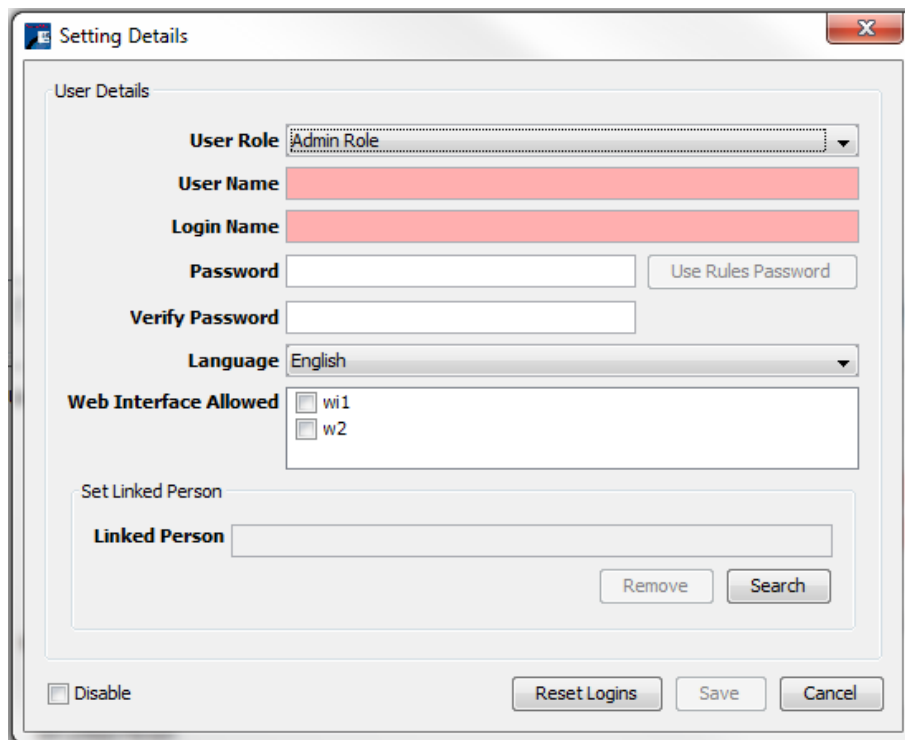 Setting Details
User Details
User Role Admin Role
User Name
Login Name
Password Use Rules Password
Verify Password
Language English
Web Interface Allowed wi1
w2
Set Linked Person
Linked Person
Remove Search
Disable Reset Logins Save Cancel